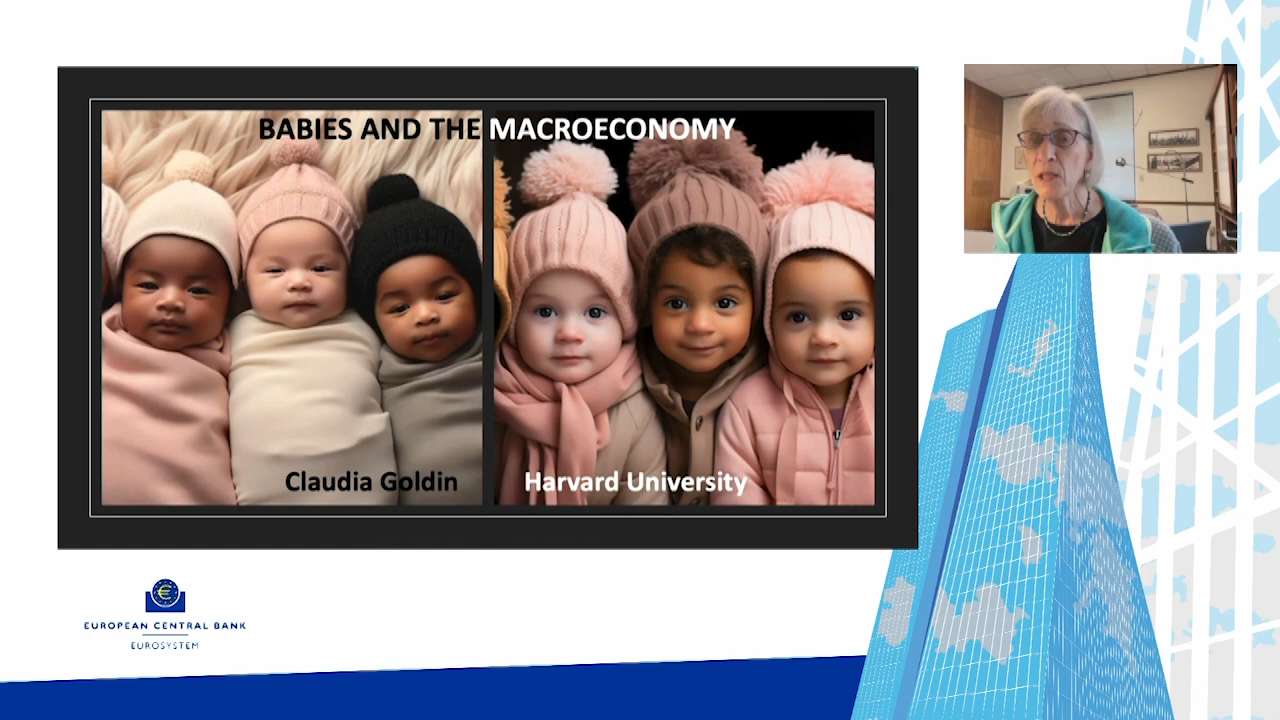 BABIES AND THE MACROECONOMY
Claudia Goldin Harvard University
EUROPEAN CENTRAL BANK
EUROSYSTEM